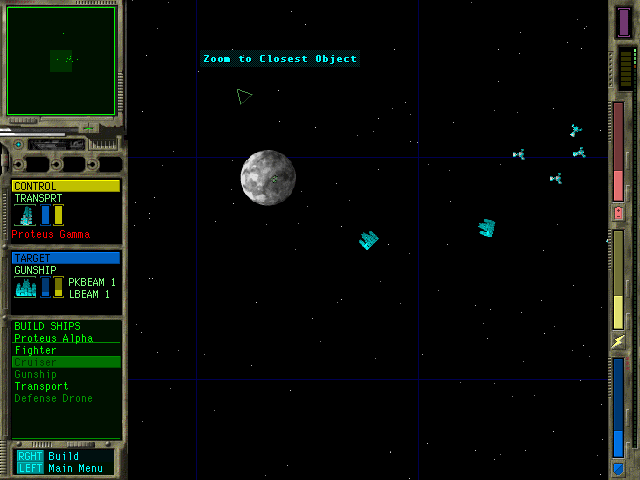 Zoom to Closest Object
CONTROL
TRANSPRT
Proteus Gamma
TARGET
GUNSHIP
PKBEAM 1
LBEAM 1
BUILD SHIPS
Proteus Alpha
Fighter
Cruiser
Gunship
Transport
Defense Drone
RGHT Build
LEFT Main Menu